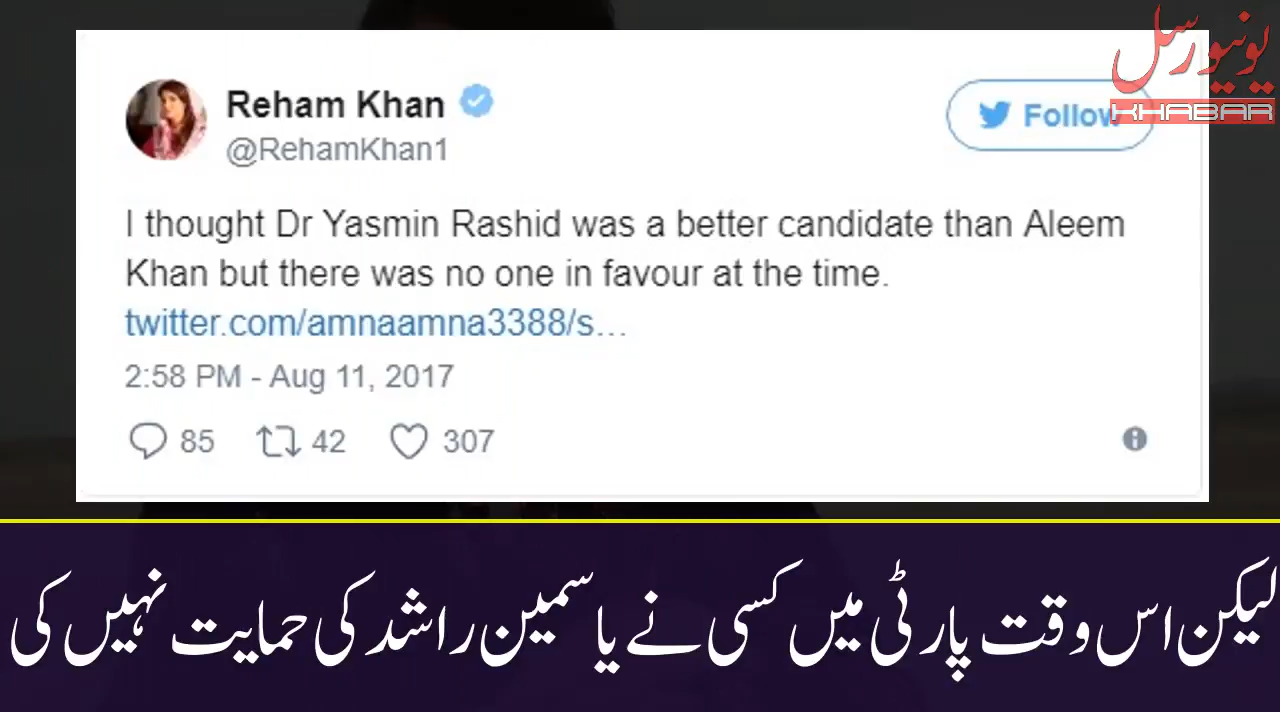 یونیورسل
KHABAR
Reham Khan
@RehamKhan1
Follow
I thought Dr Yasmin Rashid was a better candidate than Aleem
Khan but there was no one in favour at the time.
twitter.com/amnaamna3388/s...
2:58 PM - Aug 11, 2017
85 42 307
لیکن اس وقت پارٹی میں کسی نے یاسمین راشد کی حمایت نہیں کی